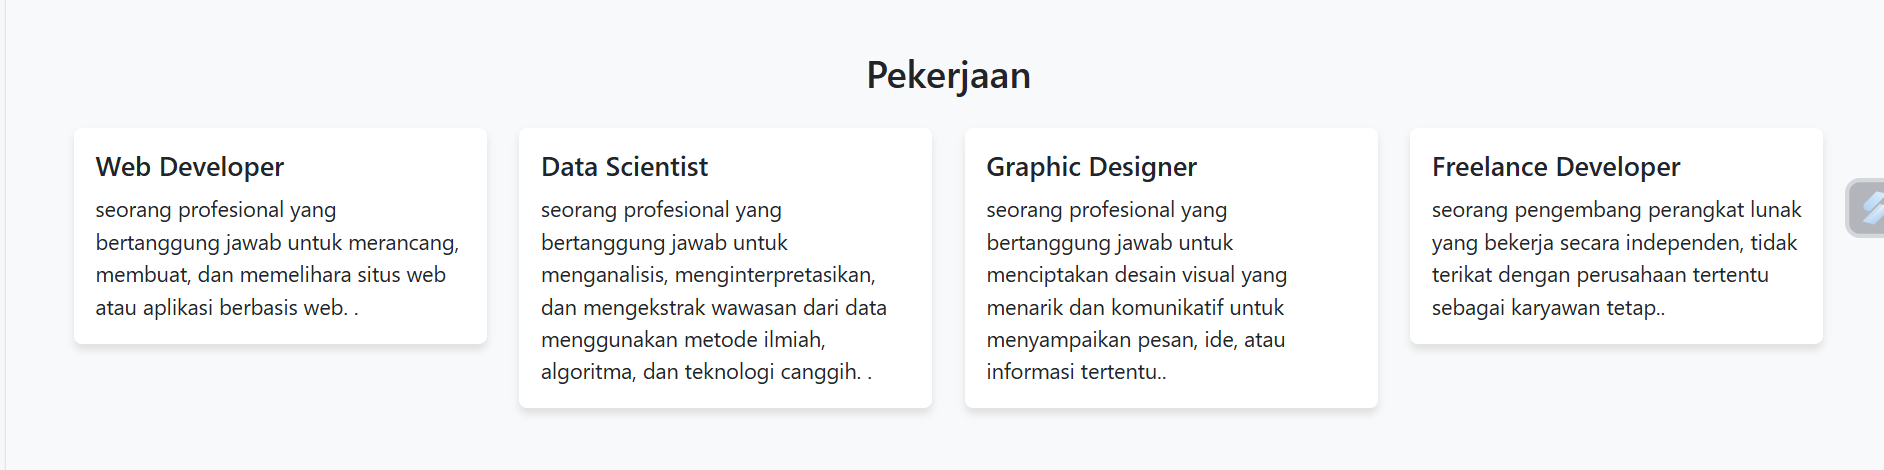 Pekerjaan
Web Developer
seorang profesional yang
bertanggung jawab untuk merancang,
membuat, dan memelihara situs web
atau aplikasi berbasis web. .
Data Scientist
seorang profesional yang
bertanggung jawab untuk
menganalisis, menginterpretasikan,
dan mengekstrak wawasan dari data
menggunakan metode ilmiah,
algoritma, dan teknologi canggih. .
Graphic Designer
seorang profesional yang
bertanggung jawab untuk
menciptakan desain visual yang
menarik dan komunikatif untuk
menyampaikan pesan, ide, atau
informasi tertentu..
Freelance Developer
seorang pengembang perangkat lunak
yang bekerja secara independen, tidak
terikat dengan perusahaan tertentu
sebagai karyawan tetap..